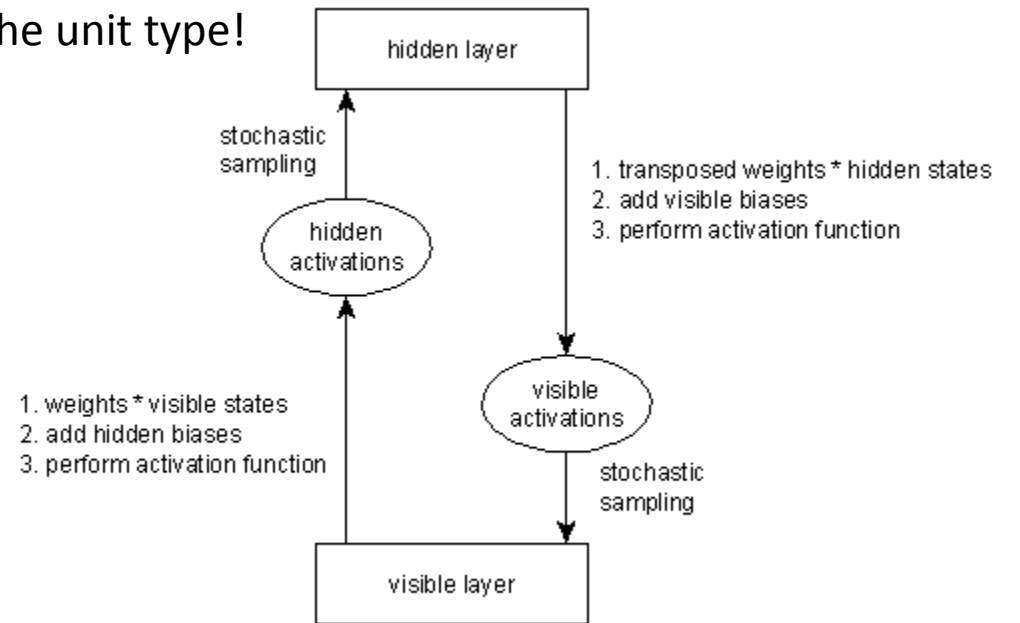 he unit type!
hidden layer
stochastic
sampling
1. transposed weights * hidden states
2. add visible biases
3. perform activation function
hidden
activations
visible
activations
1. weights * visible states
2. add hidden biases
3. perform activation function
stochastic
sampling
visible layer